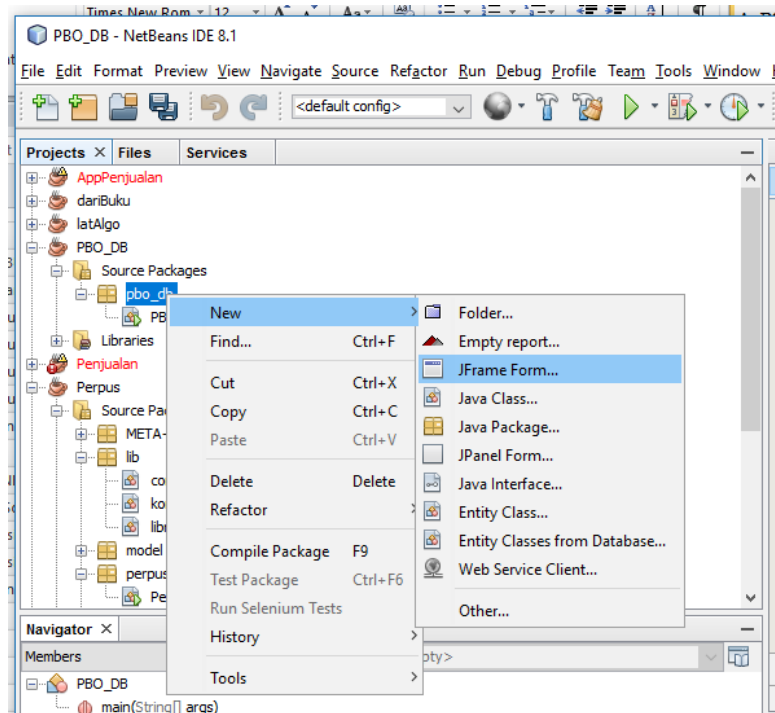 Times New Rom 12
PBO_DB - NetBeans IDE 8.1
File Edit Format Preview View Navigate Source Refactor Run Debug Profile Team Tools Window
<default config>
Projects Files Services
AppPenjualan
dariBuku
latAlgo
PBO_DB
Source Packages
pbo_db
PB
Libraries
Penjualan
Perpus
Source Pac
META-
lib
co
ko
libr
model
perpus
Pe
New
Find... Ctrl+F
Cut Ctrl+X
Copy Ctrl+C
Paste Ctrl+V
Delete Delete
Refactor
Compile Package F9
Test Package Ctrl+F6
Run Selenium Tests
History
Tools
Folder...
Empty report...
JFrame Form...
Java Class...
Java Package...
JPanel Form...
Java Interface...
Entity Class...
Entity Classes from Database...
Web Service Client...
Other...
Navigator
Members
pty>
PBO_DB
main(String[] args)